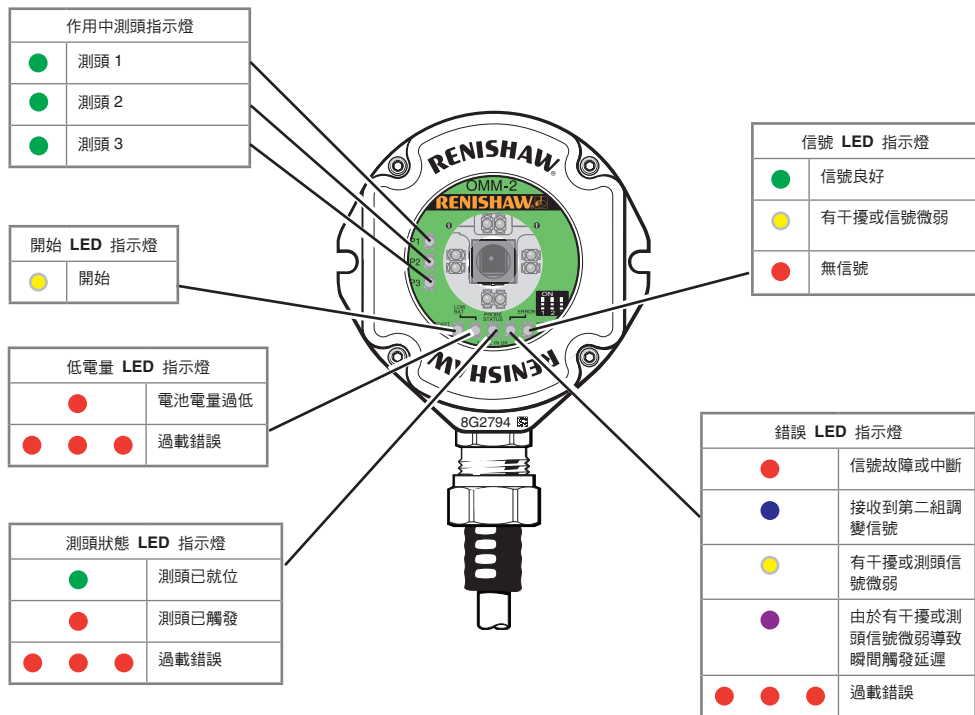 作用中測頭指示燈
測頭 1
測頭 2
測頭 3
開始 LED 指示燈
開始
低電量 LED 指示燈
電池電量過低
過載錯誤
測頭狀態 LED 指示燈
測頭已就位
測頭已觸發
過載錯誤
RENISHAW
OMM-2
RENISHAW
P1
P2
P3
ON
1 2
LOW
BAT
PROBE
STATUS
ERROR
RENISHAW
8G2794
信號 LED 指示燈
信號良好
有干擾或信號微弱
無信號
錯誤 LED 指示燈
信號故障或中斷
接收到第二組調
變信號
有干擾或測頭信
號微弱
由於有干擾或測
頭信號微弱導致
瞬間觸發延遲
過載錯誤